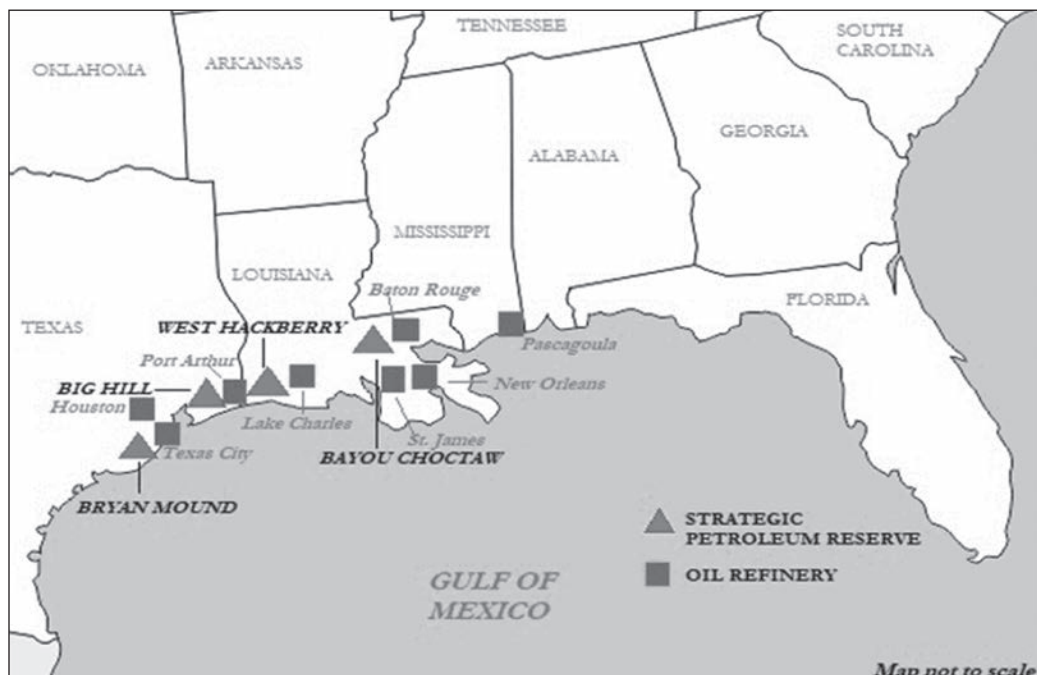 TENNESSEE
SOUTH
CAROLINA
OKLAHOMA
ARKANSAS
GEORGIA
ALABAMA
MISSISSIPPI
LOUISIANA
Baton Rouge
FLORIDA
TEXAS
WEST HACKBERRY
Pascagoula
Port Arthur
BIG HILL
New Orleans
Houston
Lake Charles
St. James
Texas City
BAYOU CHOCTAW
BRYAN MOUND
STRATEGIC
PETROLEUM RESERVE
OIL REFINERY
GULF OF
MEXICO
Map not to scale